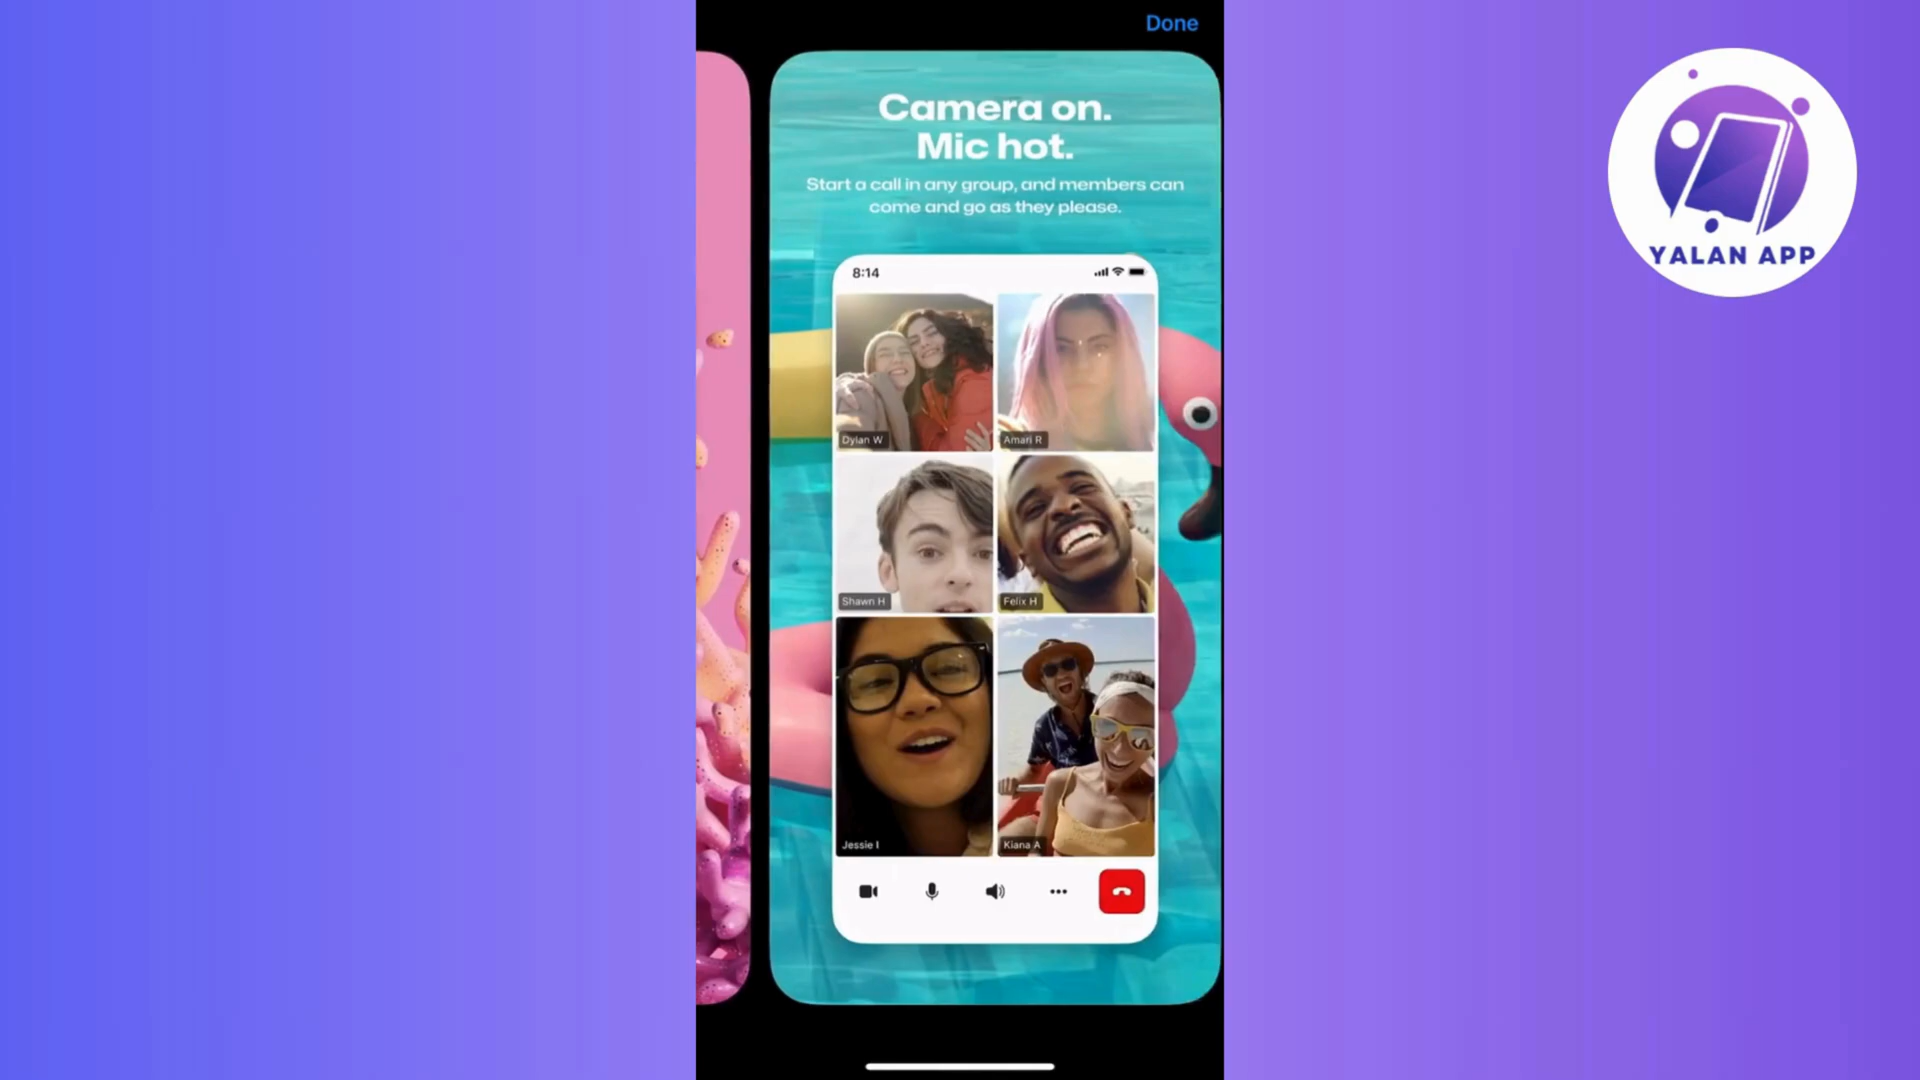 Done
Camera on.
Mic hot.
Start a call in any group, and members can
come and go as they please.
8:14
Dylan W
Amari R
Shawn H
Felix H
Jessie I
Kiana A
YALAN APP